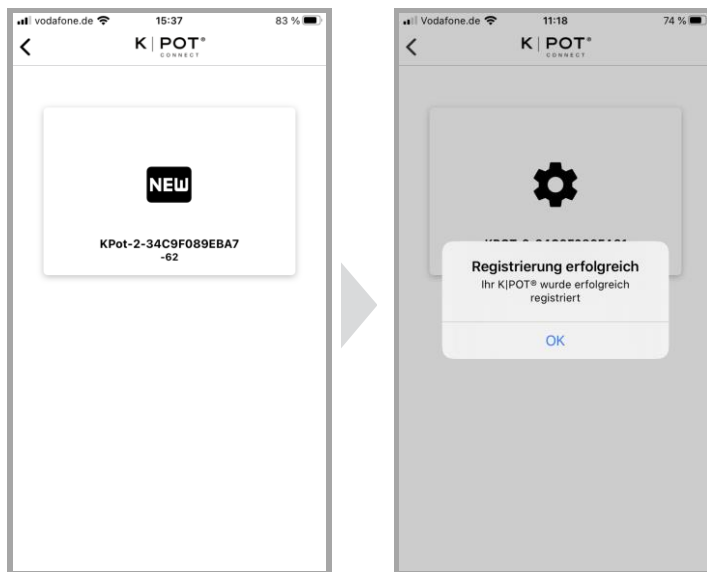 vodafone.de 15:37 83 %
K | POT®
CONNECT
NEW
KPot-2-34C9F089EBA7
-62
Vodafone.de 11:18 74 %
K | POT®
CONNECT
Registrierung erfolgreich
Ihr K|POT® wurde erfolgreich
registriert
OK